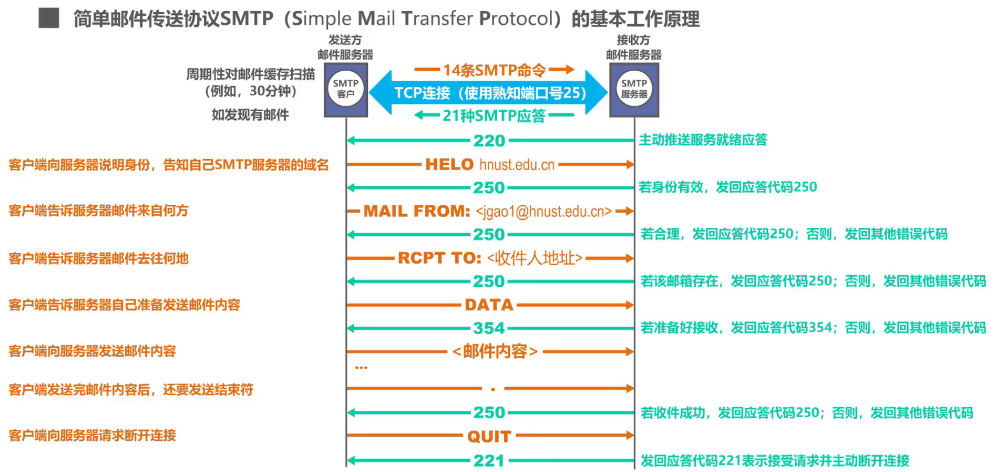 简单邮件传送协议SMTP（Simple Mail Transfer Protocol）的基本工作原理
发送方
邮件服务器
接收方
邮件服务器
周期性对邮件缓存扫描
（例如，30分钟）
如发现有邮件
SMTP
客户
14条SMTP命令
TCP连接（使用熟知端口号25）
21种SMTP应答
SMTP
服务器
220
主动推送服务就绪应答
客户端向服务器说明身份，告知自己SMTP服务器的域名
HELO hnust.edu.cn
250
若身份有效，发回应答代码250
客户端告诉服务器邮件来自何方
MAIL FROM: <jgao1@hnust.edu.cn>
250
若合理，发回应答代码250；否则，发回其他错误代码
客户端告诉服务器邮件去往何地
RCPT TO: <收件人地址>
250
若该邮箱存在，发回应答代码250；否则，发回其他错误代码
客户端告诉服务器自己准备发送邮件内容
DATA
354
若准备好接收，发回应答代码354；否则，发回其他错误代码
客户端向服务器发送邮件内容
<邮件内容>
...
客户端发送完邮件内容后，还要发送结束符
.
250
若收件成功，发回应答代码250；否则，发回其他错误代码
客户端向服务器请求断开连接
QUIT
221
发回应答代码221表示接受请求并主动断开连接